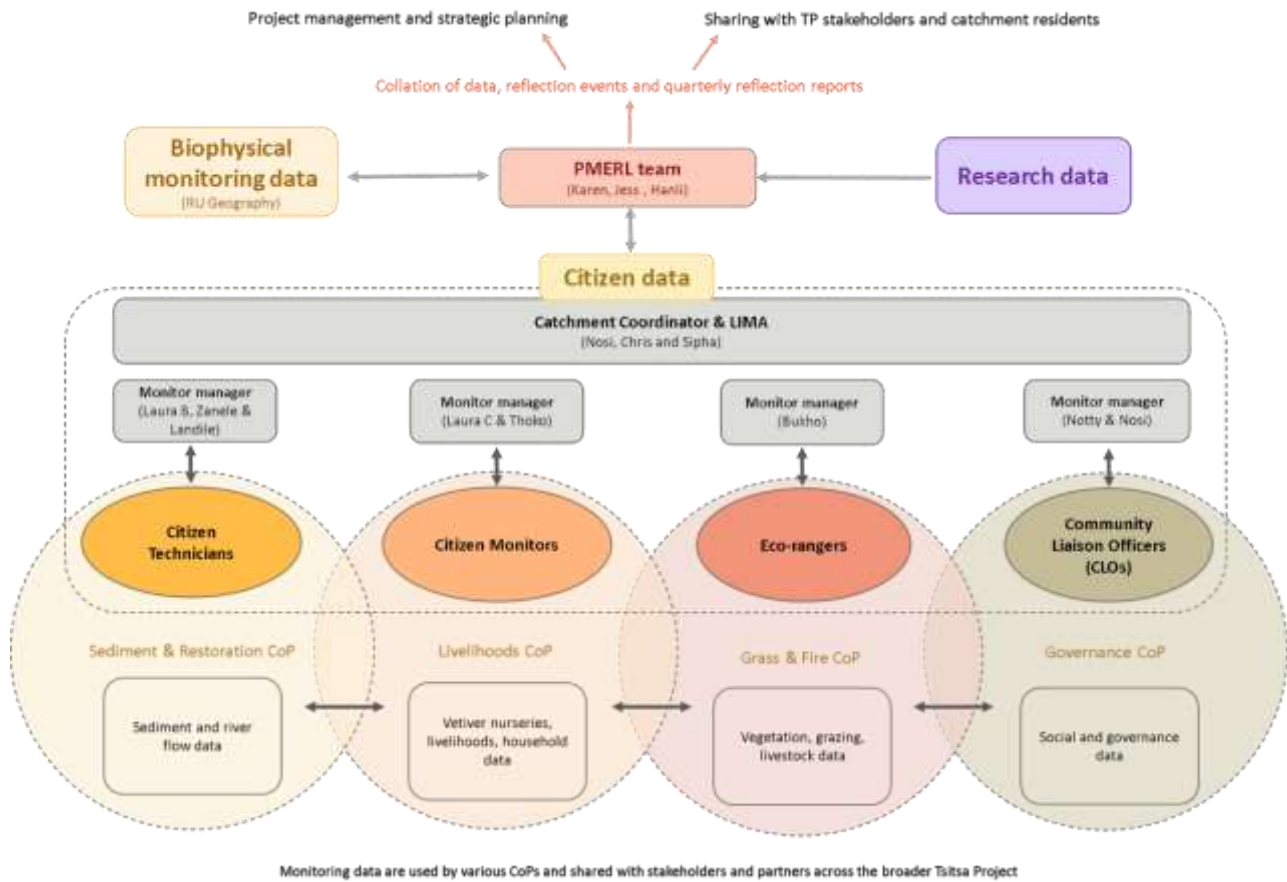 Project management and strategic planning
Sharing with TP stakeholders and catchment residents
Collation of data, reflection events and quarterly reflection reports
Biophysical
monitoring data
(RU Geography)
PMERL team
(Karen, Jess , Hanli)
Research data
Citizen data
Catchment Coordinator & LIMA
(Nosi, Chris and Sipha)
Monitor manager
(Laura B, Zanele &
Landile)
Monitor manager
(Laura C & Thoko)
Monitor manager
(Bukho)
Monitor manager
(Notty & Nosi)
Citizen
Technicians
Citizen Monitors
Eco-rangers
Community
Liaison Officers
(CLOs)
Sediment & Restoration CoP
Livelihoods CoP
Grass & Fire CoP
Governance CoP
Sediment and river
flow data
Vetiver nurseries,
livelihoods, household
data
Vegetation, grazing,
livestock data
Social and governance
data
Monitoring data are used by various CoPs and shared with stakeholders and partners across the broader Tsitsa Project